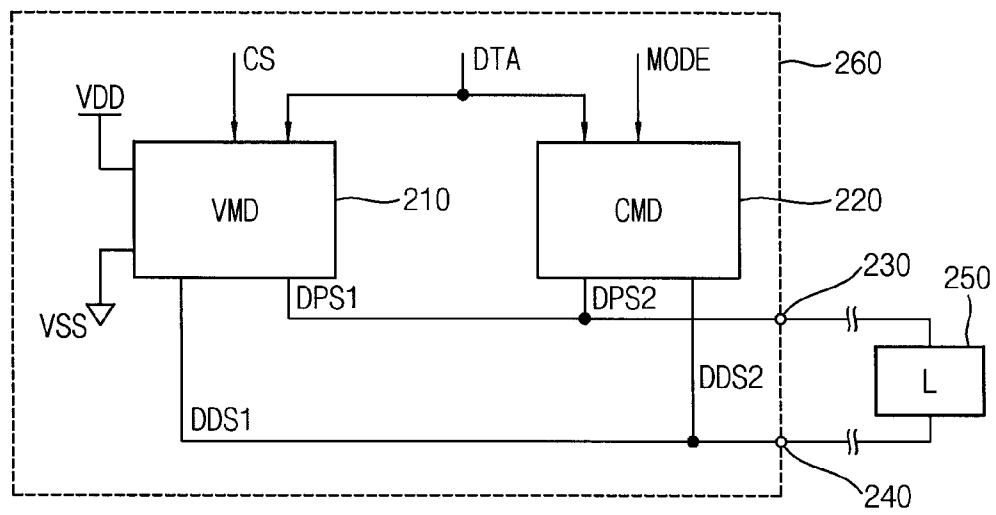 CS
DTA
MODE
260
VDD
VMD
210
CMD
220
VSS
DPS1
DPS2
230
250
L
DDS2
DDS1
240